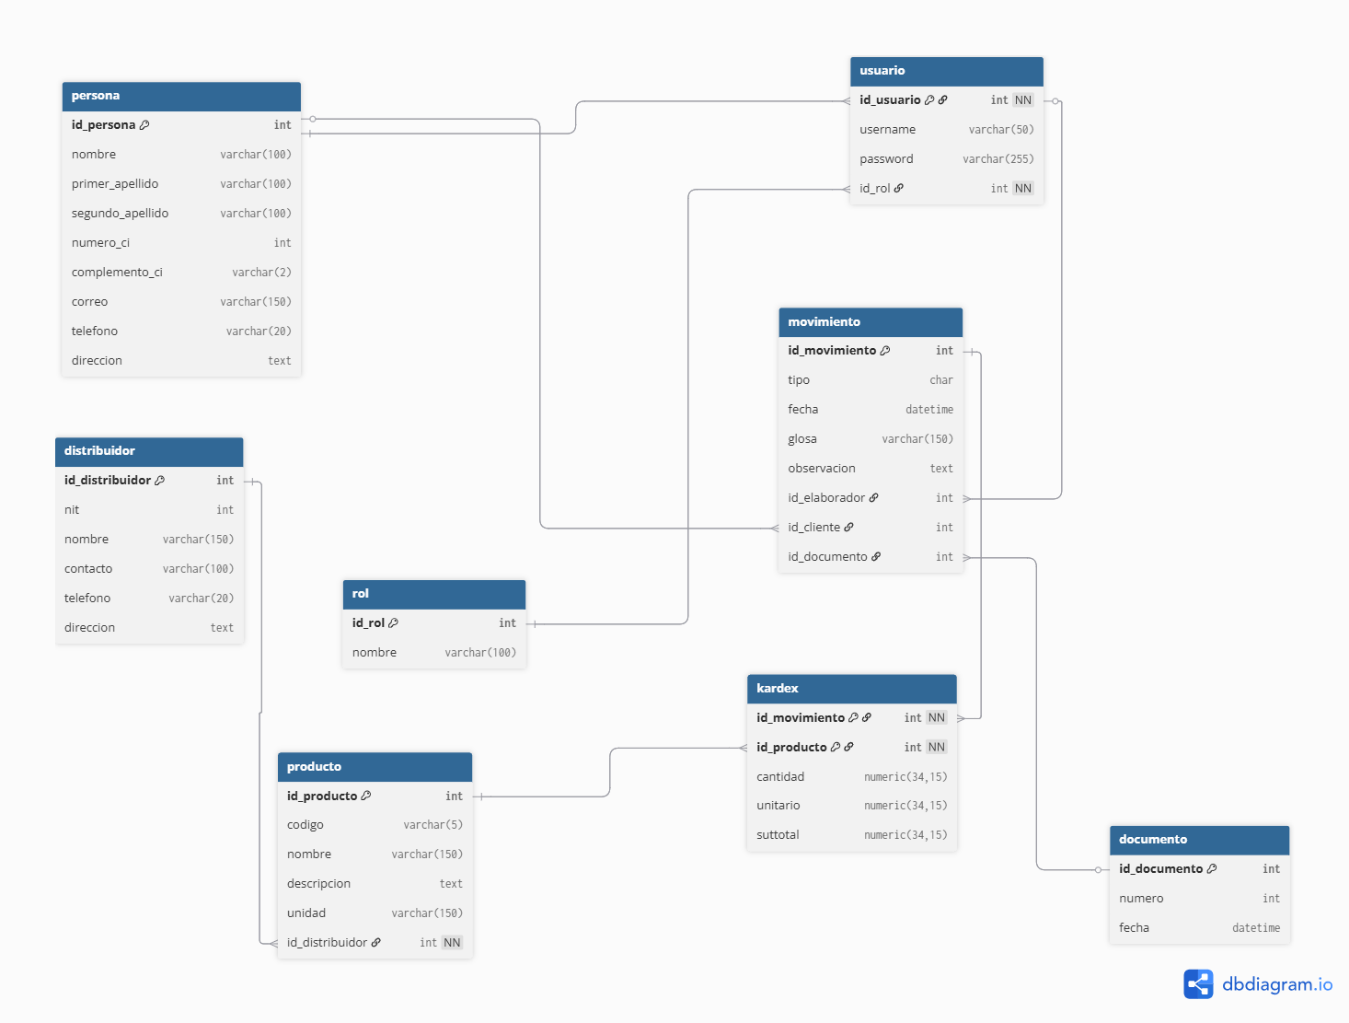 persona
id_persona int
nombre varchar(100)
primer_apellido varchar(100)
segundo_apellido varchar(100)
numero_ci int
complemento_ci varchar(2)
correo varchar(150)
telefono varchar(20)
direccion text
usuario
id_usuario int NN
username varchar(50)
password varchar(255)
id_rol int NN
movimiento
id_movimiento int
tipo char
fecha datetime
glosa varchar(150)
observacion text
id_elaborador int
id_cliente int
id_documento int
distribuidor
id_distribuidor int
nit int
nombre varchar(150)
contacto varchar(100)
telefono varchar(20)
direccion text
rol
id_rol int
nombre varchar(100)
kardex
id_movimiento int NN
id_producto int NN
cantidad numeric(34,15)
unitario numeric(34,15)
suttotal numeric(34,15)
producto
id_producto int
codigo varchar(5)
nombre varchar(150)
descripcion text
unidad varchar(150)
id_distribuidor int NN
documento
id_documento int
numero int
fecha datetime
dbdiagram.io